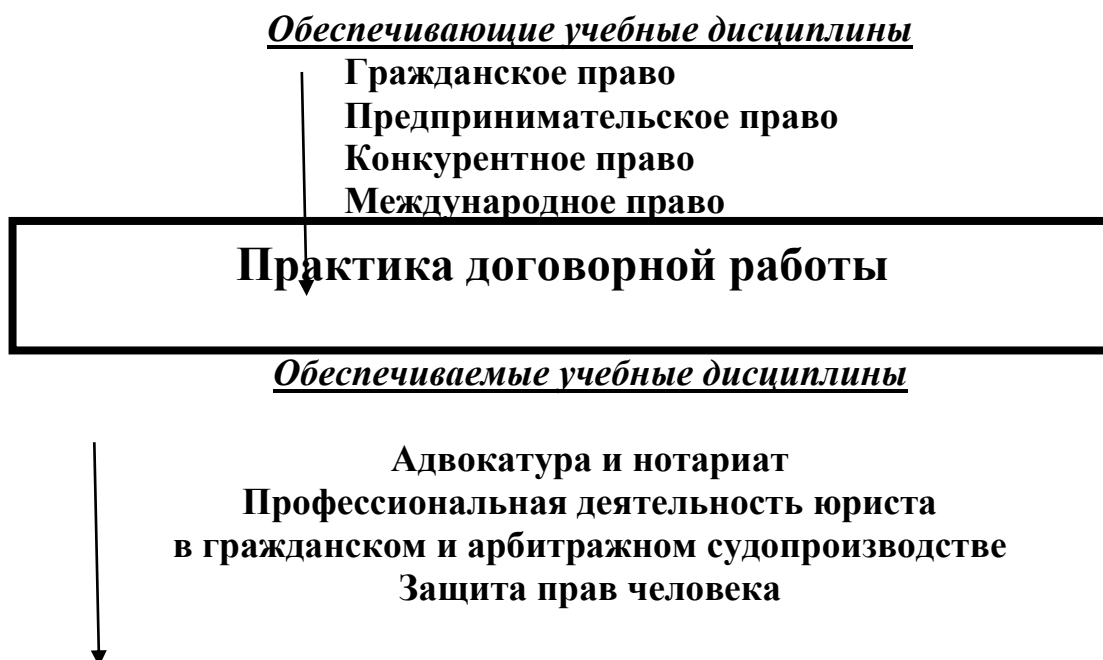 Обеспечивающие учебные дисциплины
Гражданское право
Предпринимательское право
Конкурентное право
Международное право
Практика договорной работы
Обеспечиваемые учебные дисциплины
Адвокатура и нотариат
Профессиональная деятельность юриста
в гражданском и арбитражном судопроизводстве
Защита прав человека